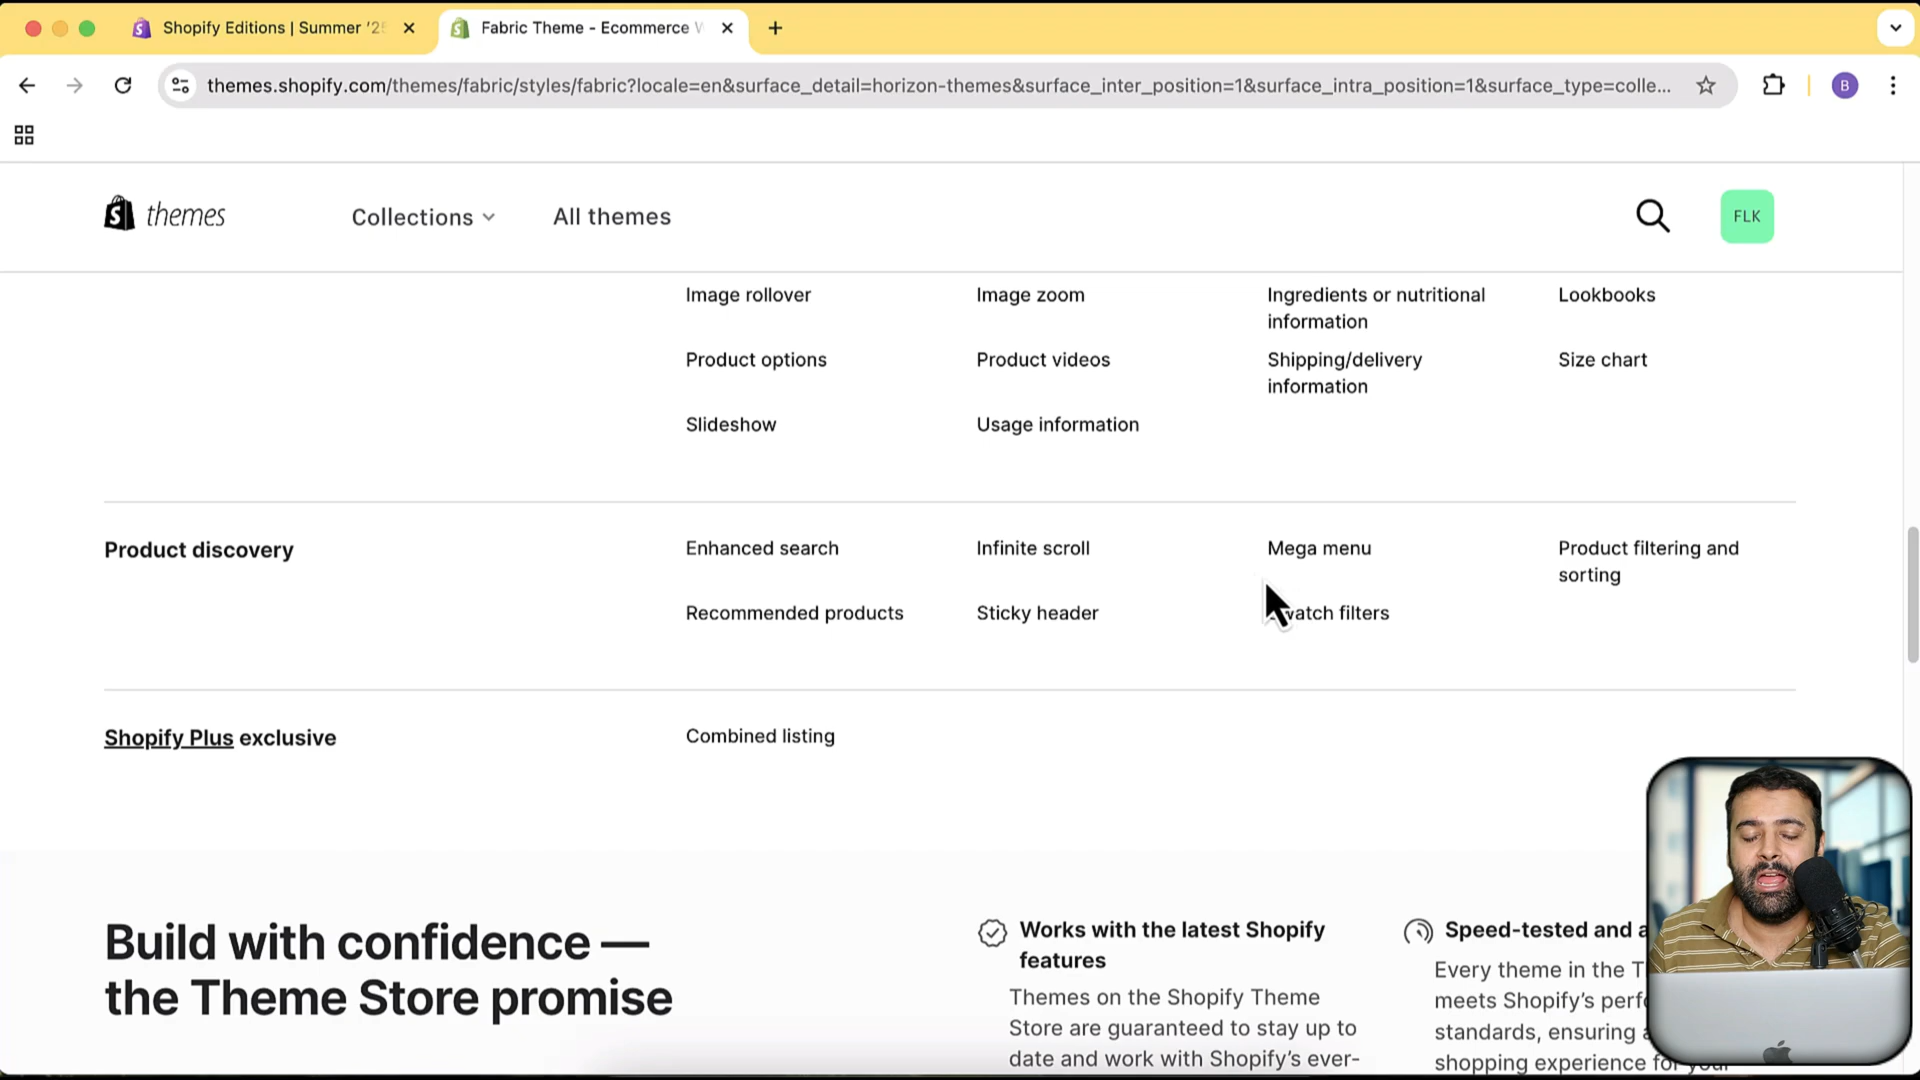 Shopify Editions | Summer '25
Fabric Theme - Ecommerce W
themes.shopify.com/themes/fabric/styles/fabric?locale=en&surface_detail=horizon-themes&surface_inter_position=1&surface_intra_position=1&surface_type=colle...
B
themes
Collections
All themes
FLK
Image rollover
Image zoom
Ingredients or nutritional
information
Lookbooks
Product options
Product videos
Shipping/delivery
information
Size chart
Slideshow
Usage information
Product discovery
Enhanced search
Infinite scroll
Mega menu
Product filtering and
sorting
Recommended products
Sticky header
watch filters
Shopify Plus exclusive
Combined listing
Build with confidence —
the Theme Store promise
Works with the latest Shopify
features
Themes on the Shopify Theme
Store are guaranteed to stay up to
date and work with Shopify's ever-
Speed-tested and a
Every theme in the T
meets Shopify's perf
standards, ensuring a
shopping experience for your